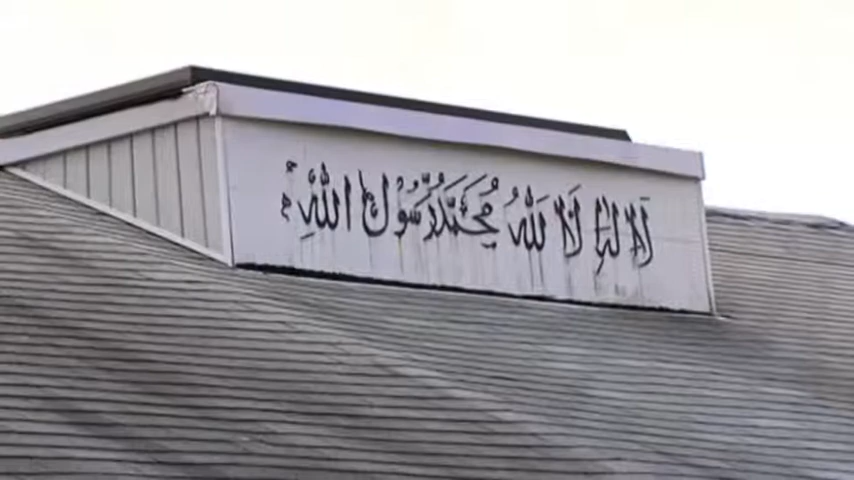 لا إله إلا الله محمد رسول الله